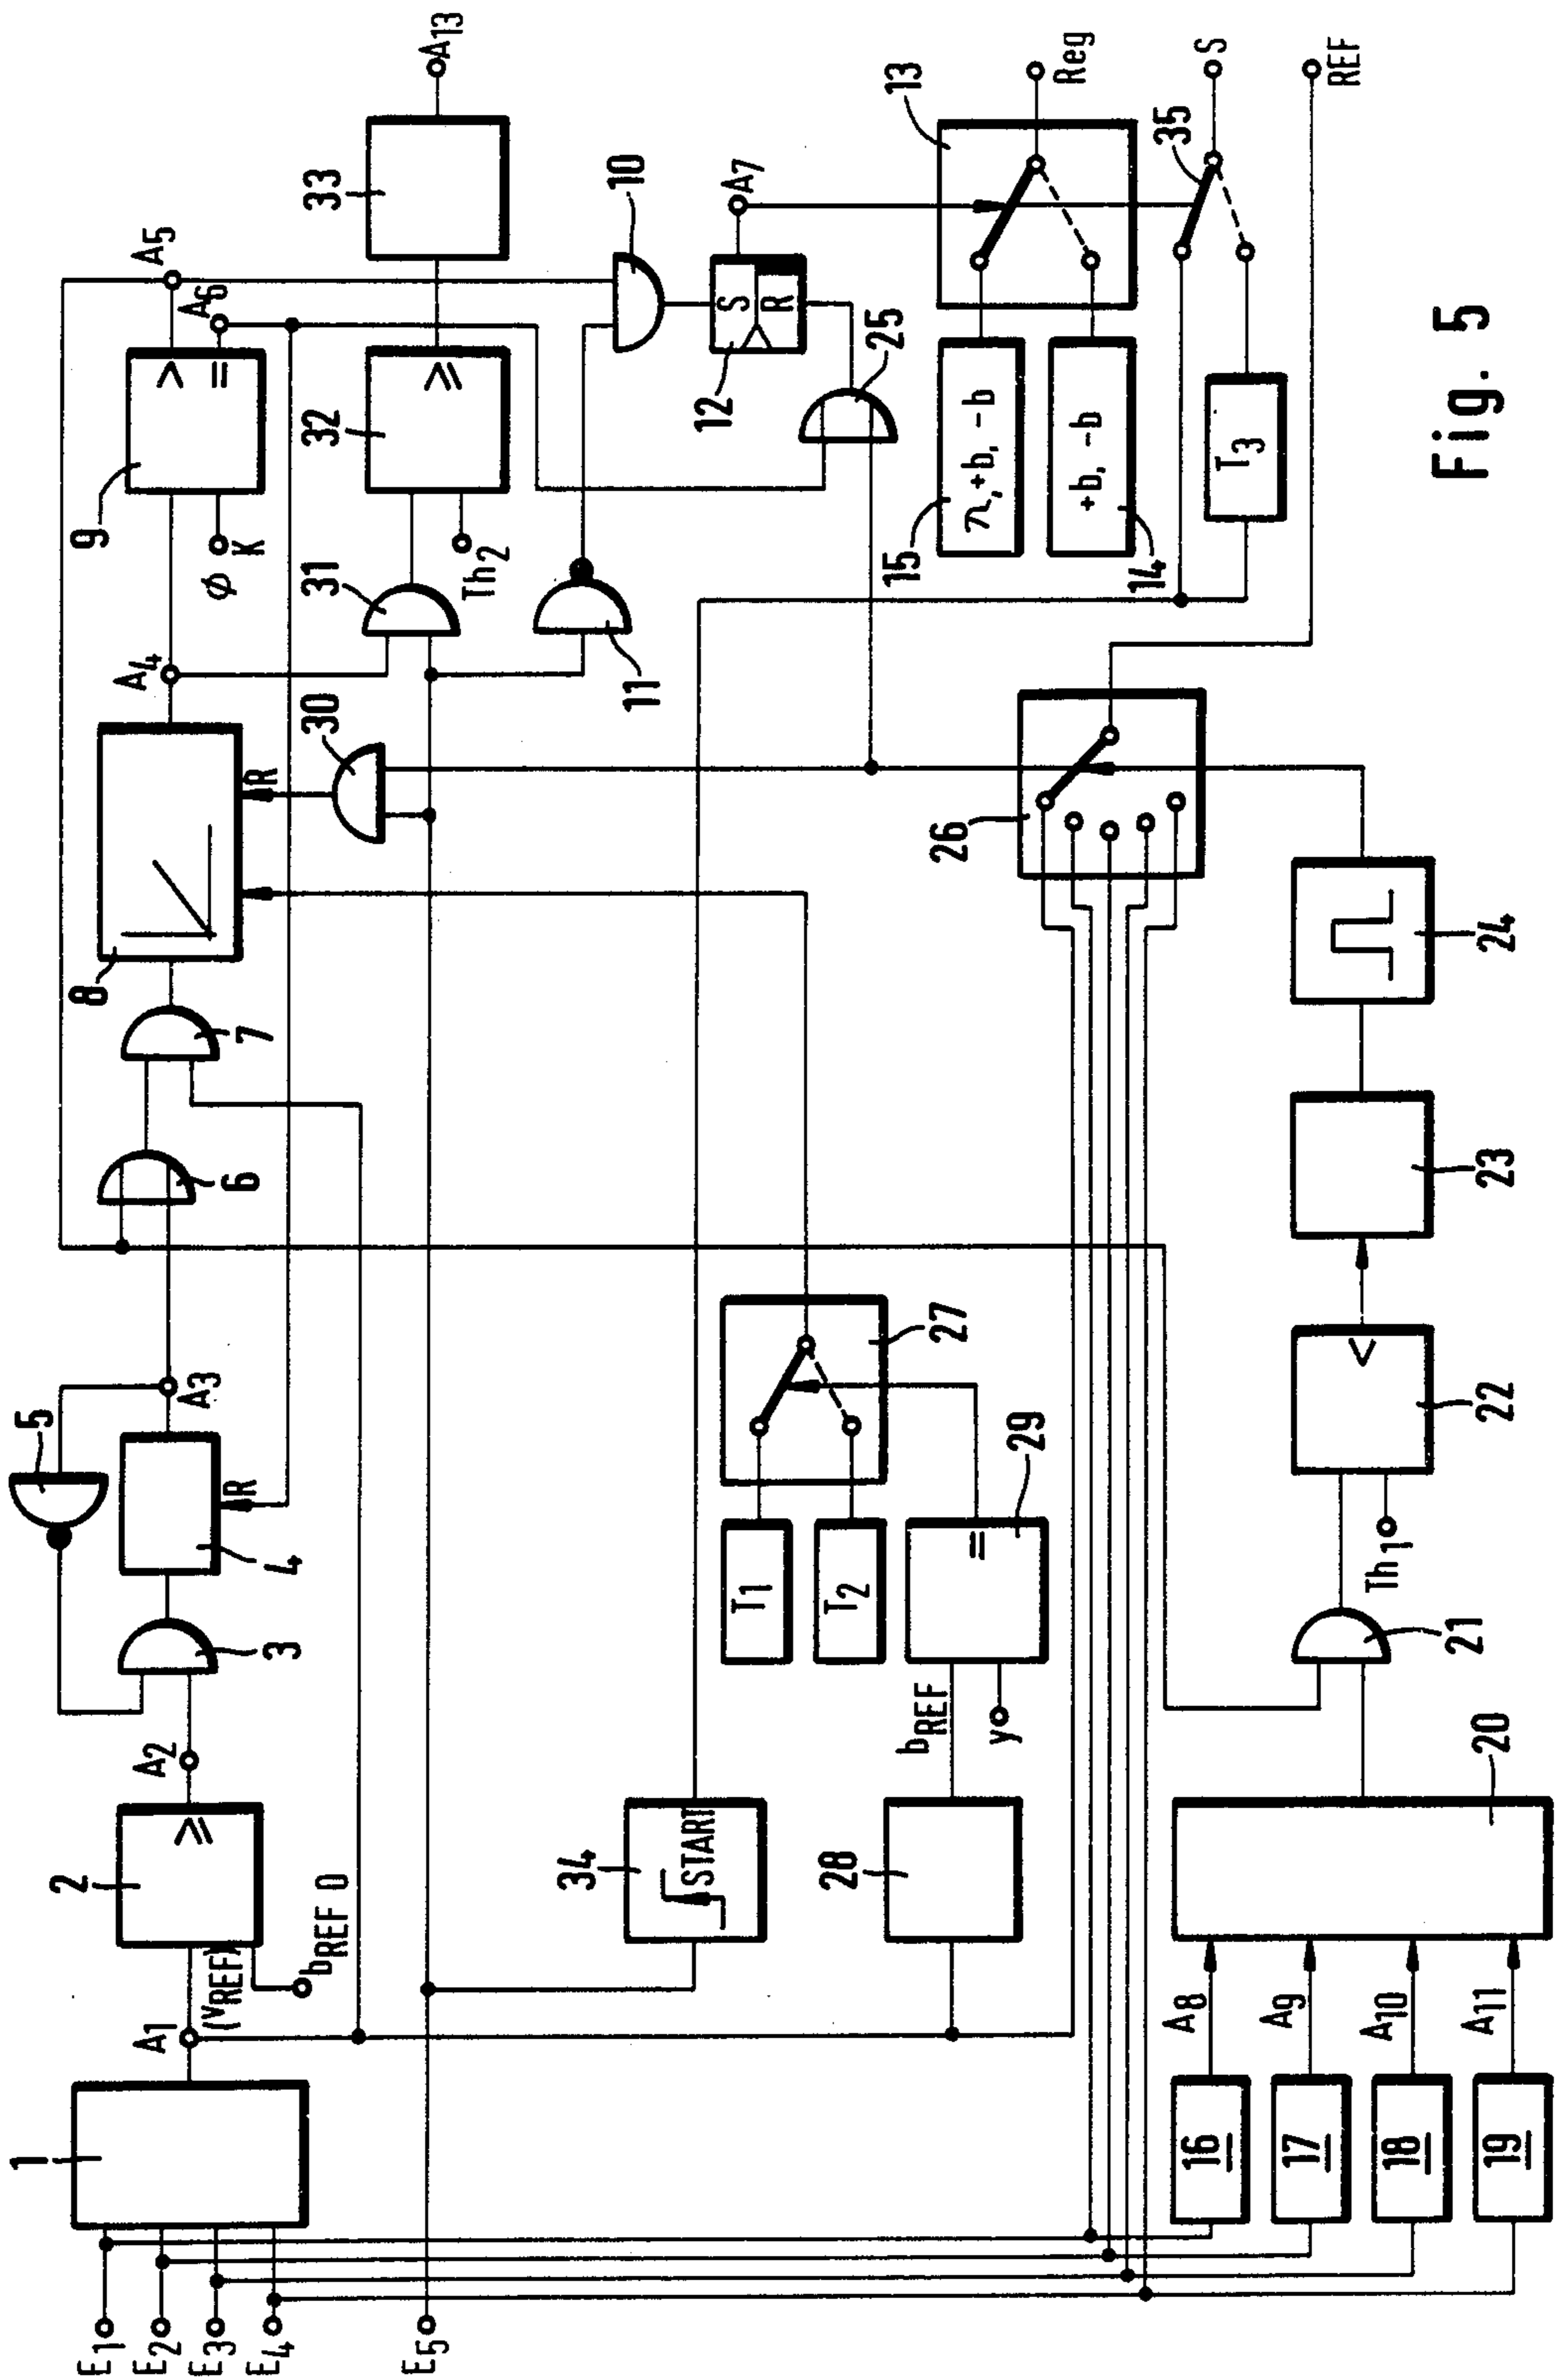 E1
E2
E3
E4
E5
1
A1
(VREF)
bREF 0
2
≥
A2
3
4
R
5
A3
6
7
8
R
A4
30
9
>
=
ϕK
A5
A6
31
32
≥
Th2
33
A13
11
10
12
S
R
A7
25
34
START
28
bREF
y
29
=
T1
T2
27
26
15
π,+b, −b
14
+b, −b
13
Reg
T3
35
S
REF
16
17
18
19
A8
A9
A10
A11
20
21
Th1
22
<
23
24
Fig. 5